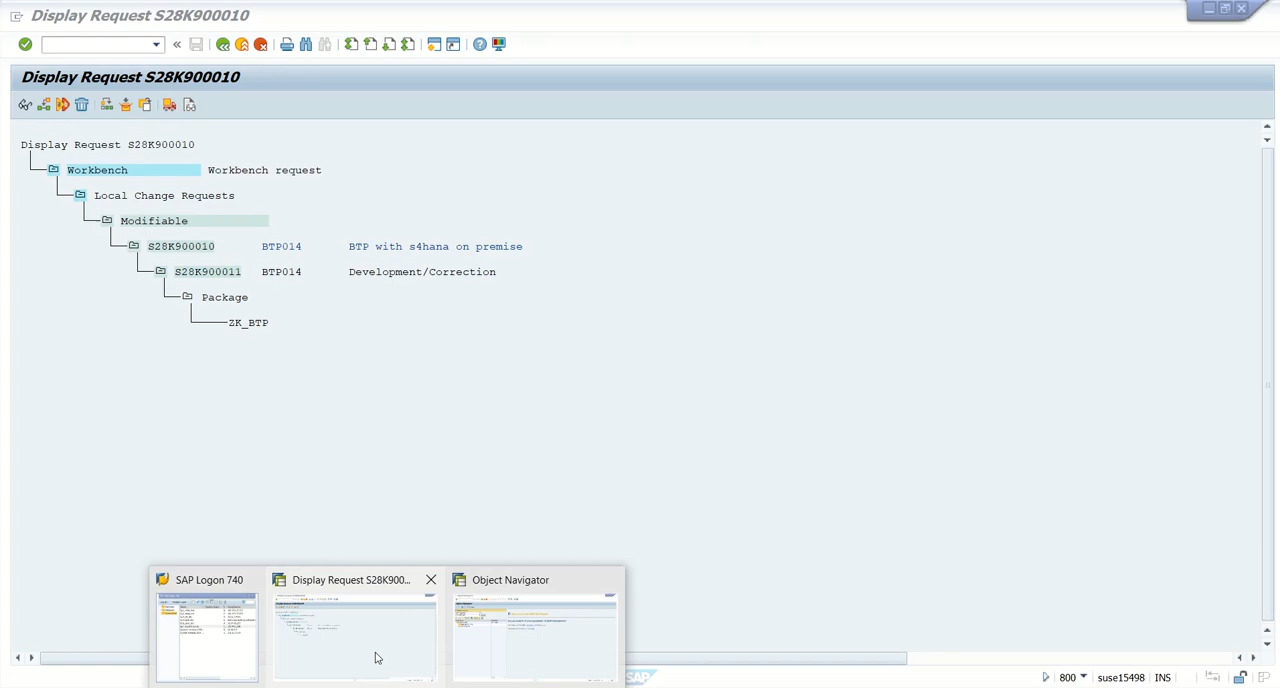 Display Request S28K900010
Display Request S28K900010
Display Request S28K900010
Workbench Workbench request
Local Change Requests
Modifiable
S28K900010 BTP014 BTP with s4hana on premise
S28K900011 BTP014 Development/Correction
Package
ZK_BTP
SAP Logon 740 Display Request S28K900... Object Navigator
SAP 800 suse15498 INS